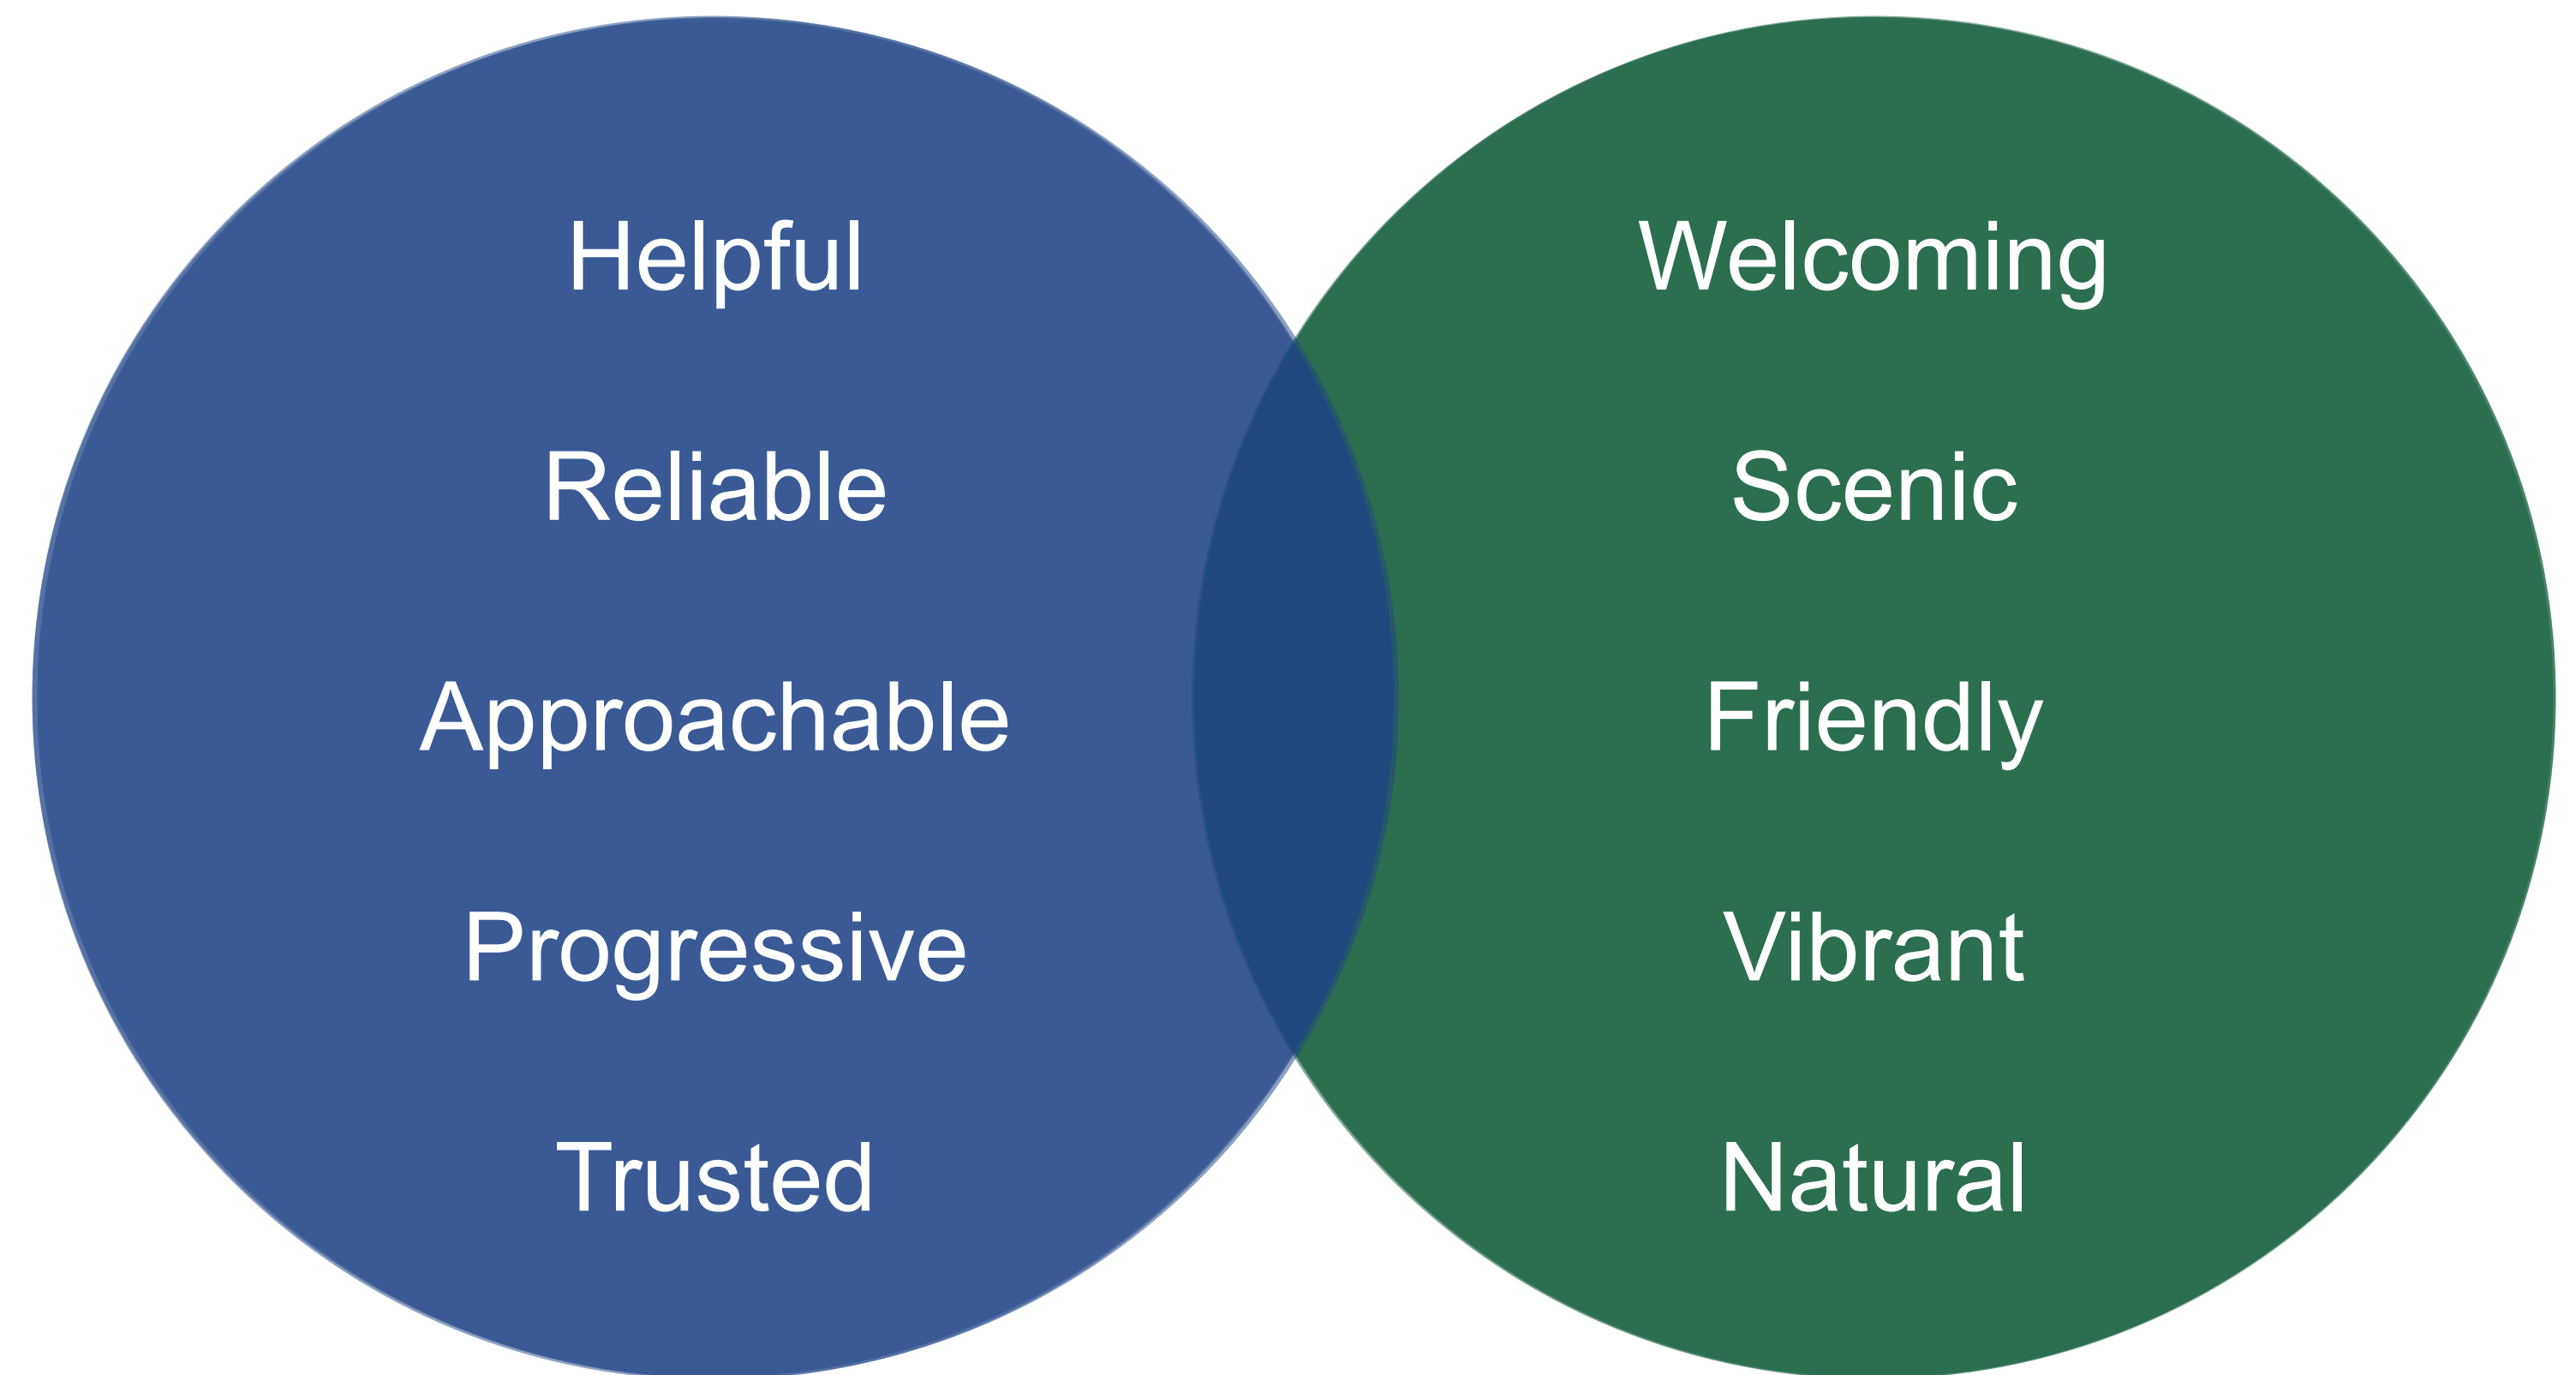 Helpful
Reliable
Approachable
Progressive
Trusted
Welcoming
Scenic
Friendly
Vibrant
Natural